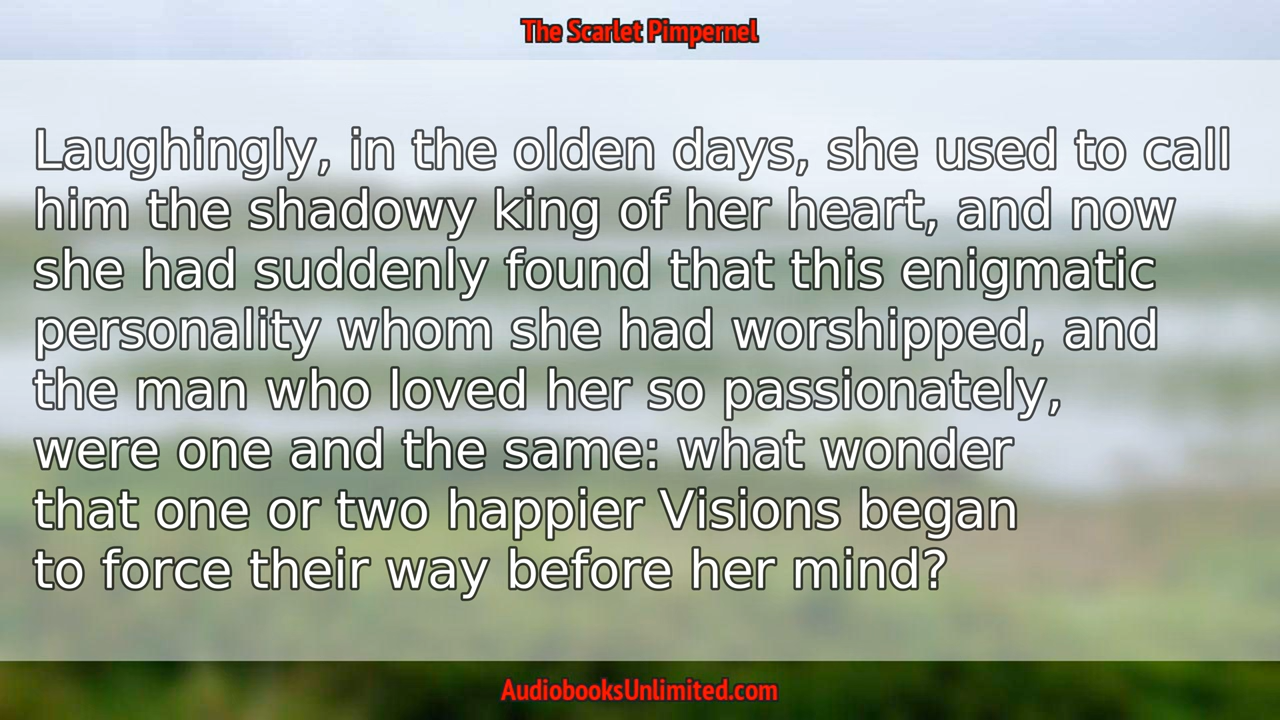 The Scarlet Pimpernel
Laughingly, in the olden days, she used to call
him the shadowy king of her heart, and now
she had suddenly found that this enigmatic
personality whom she had worshipped, and
the man who loved her so passionately,
were one and the same: what wonder
that one or two happier Visions began
to force their way before her mind?
AudiobooksUnlimited.com